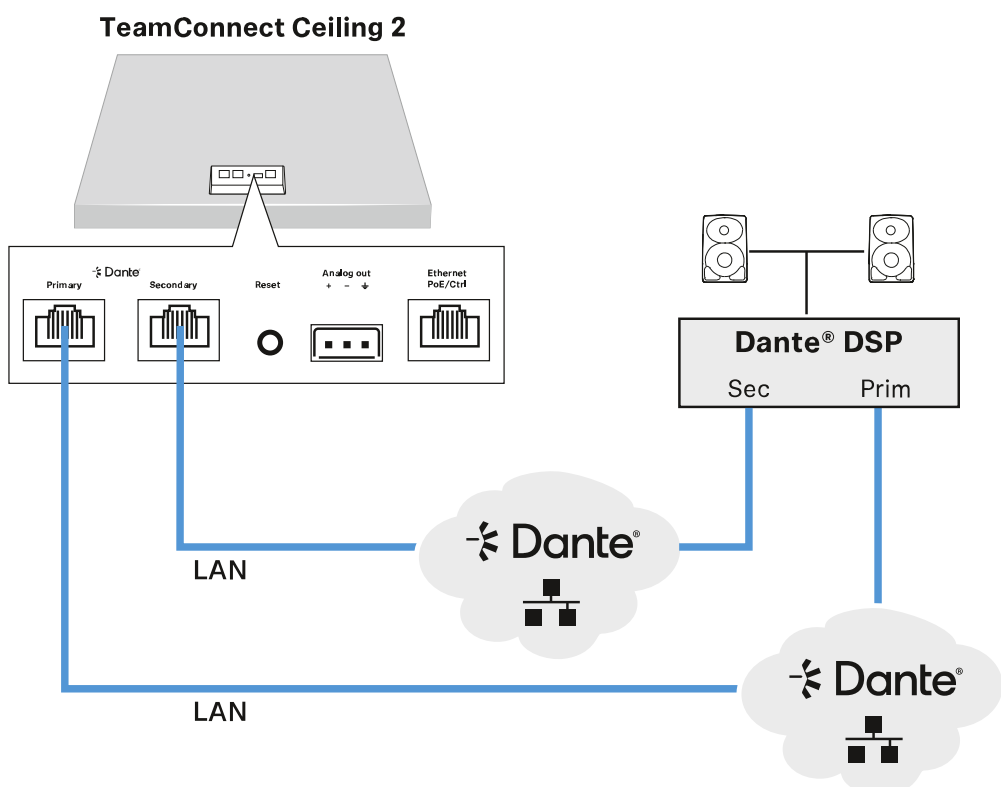 TeamConnect Ceiling 2
Dante
Primary
Secondary
Reset
Analog out
+ -
Ethernet
PoE/Ctrl
Dante® DSP
Sec Prim
Dante®
LAN
Dante®
LAN